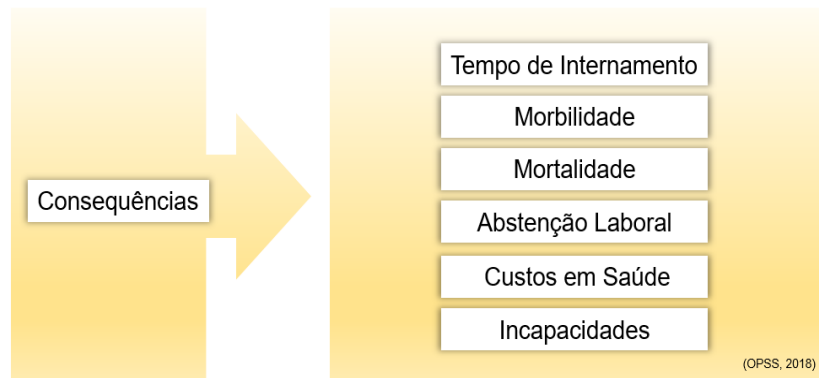 Consequências
Tempo de Internamento
Morbilidade
Mortalidade
Abstenção Laboral
Custos em Saúde
Incapacidades
(OPSS, 2018)